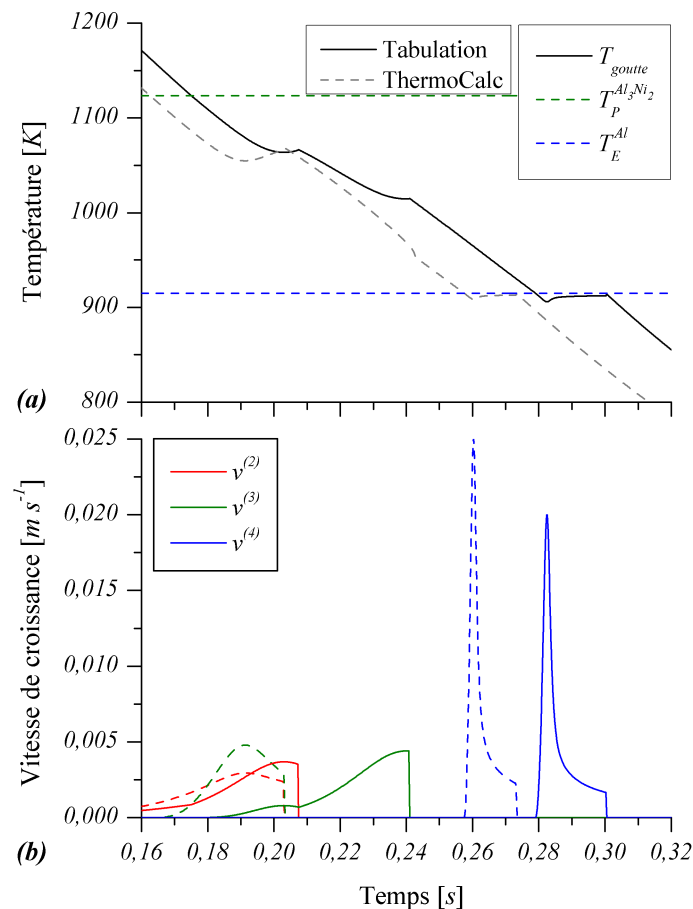 1200
1100
1000
900
800
Température [K]
Tabulation
ThermoCalc
T_goutte
T_P^Al₃Ni₂
T_E^Al
(a)
0,025
0,020
0,015
0,010
0,005
0,000
Vitesse de croissance [m s⁻¹]
v⁽²⁾
v⁽³⁾
v⁽⁴⁾
(b)
0,16 0,18 0,20 0,22 0,24 0,26 0,28 0,30 0,32
Temps [s]